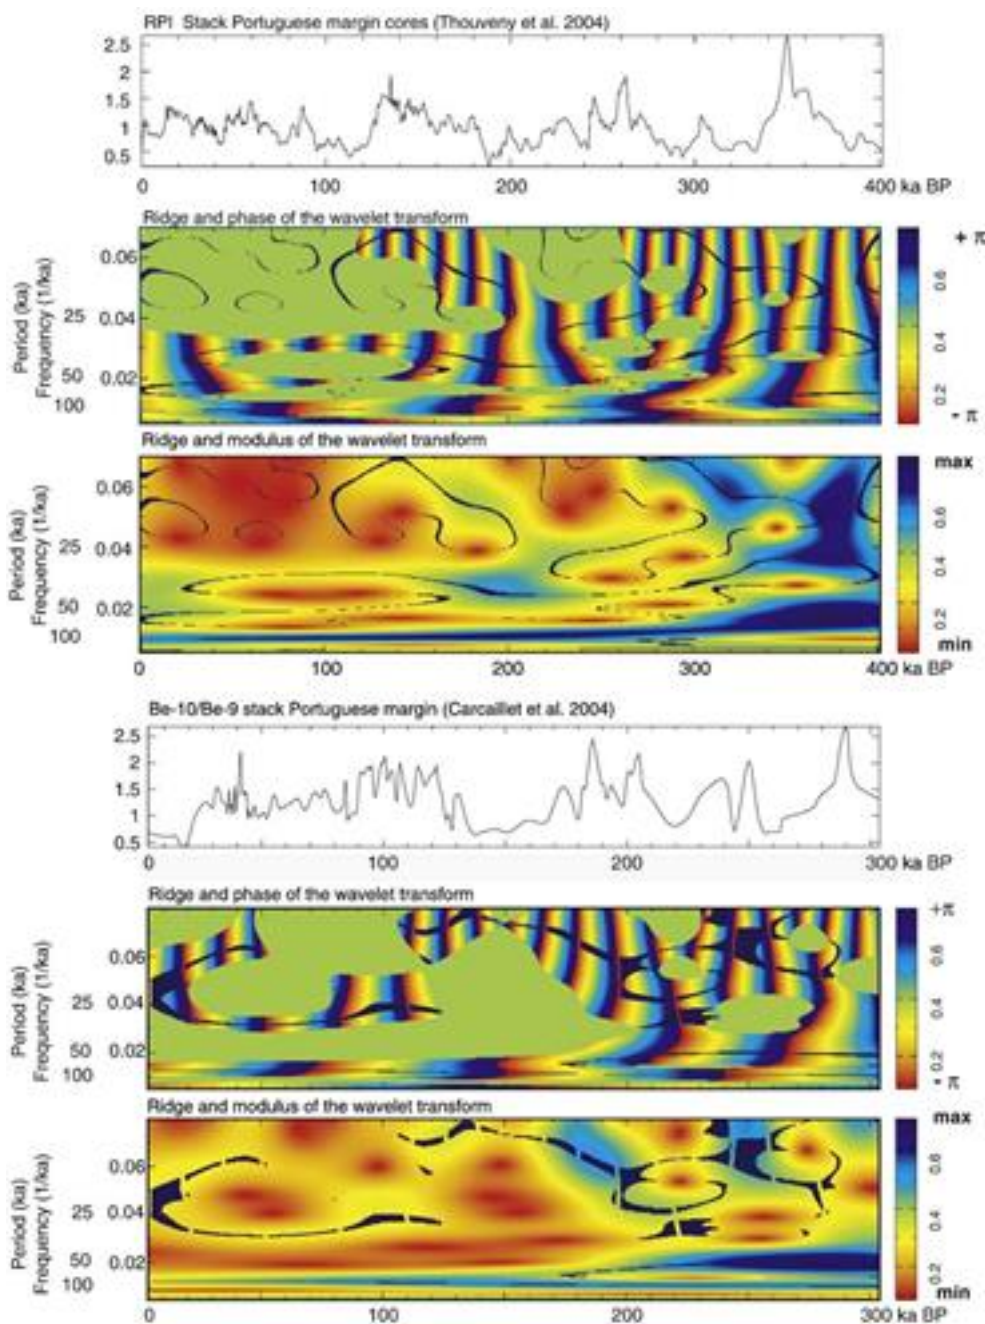 RPI Stack Portuguese margin cores (Thouveny et al. 2004)
2.5
2
1.5
1
0.5
0 100 200 300 400 ka BP
Ridge and phase of the wavelet transform
Period (ka)
Frequency (1/ka)
0.06
25 0.04
50 0.02
100
+ π
0.6
0.4
0.2
- π
Ridge and modulus of the wavelet transform
Period (ka)
Frequency (1/ka)
0.06
25 0.04
50 0.02
100
max
0.6
0.4
0.2
min
0 100 200 300 400 ka BP
Be-10/Be-9 stack Portuguese margin (Carcaillet et al. 2004)
2.5
2
1.5
1
0.5
0 100 200 300 ka BP
Ridge and phase of the wavelet transform
Period (ka)
Frequency (1/ka)
0.06
25 0.04
50 0.02
100
+π
0.6
0.4
0.2
- π
Ridge and modulus of the wavelet transform
Period (ka)
Frequency (1/ka)
0.06
25 0.04
50 0.02
100
max
0.6
0.4
0.2
min
0 100 200 300 ka BP